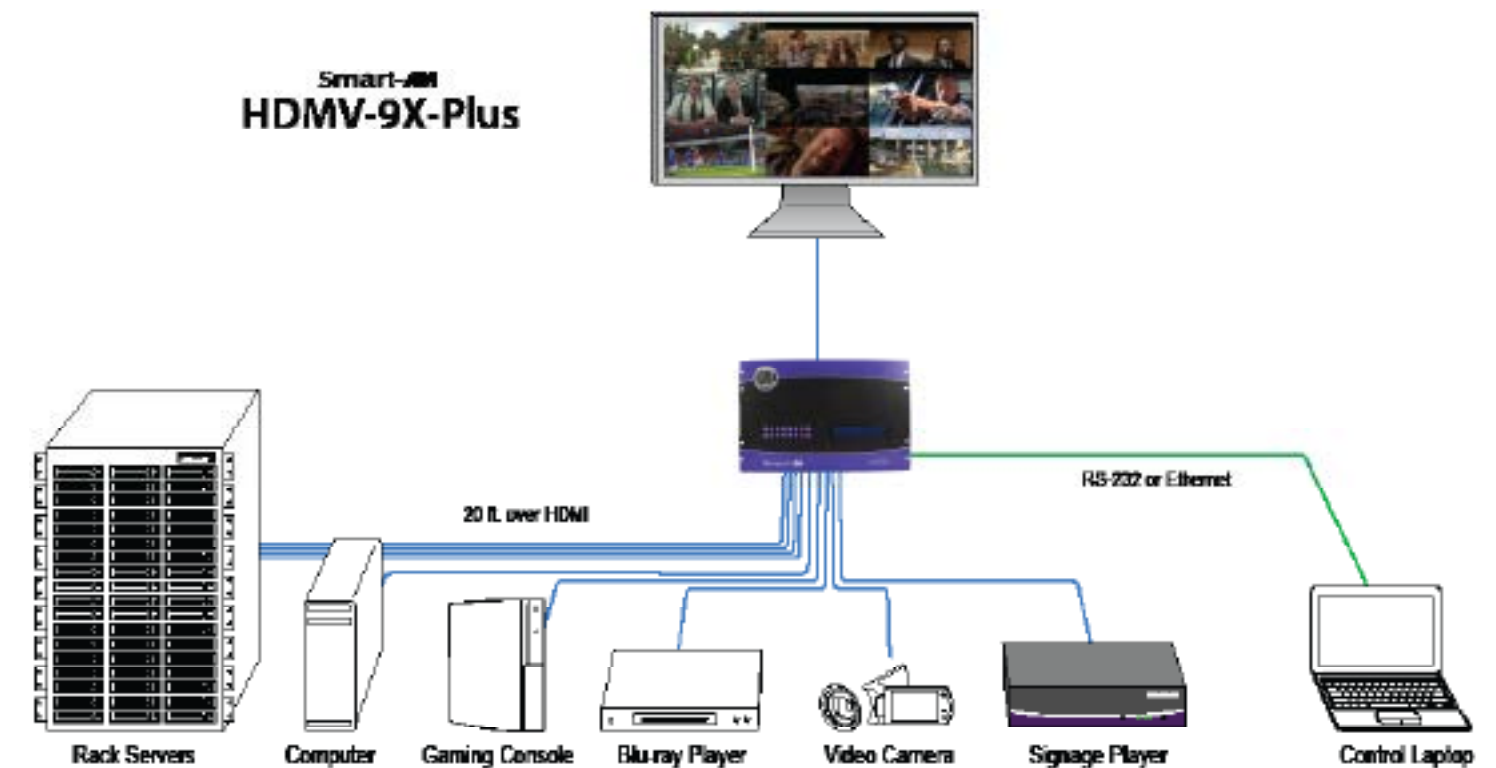 Smart-AVI
HDMV-9X-Plus
RS-232 or Ethernet
20 ft. over HDMI
Rack Servers
Computer
Gaming Console
Blu-ray Player
Video Camera
Signage Player
Control Laptop